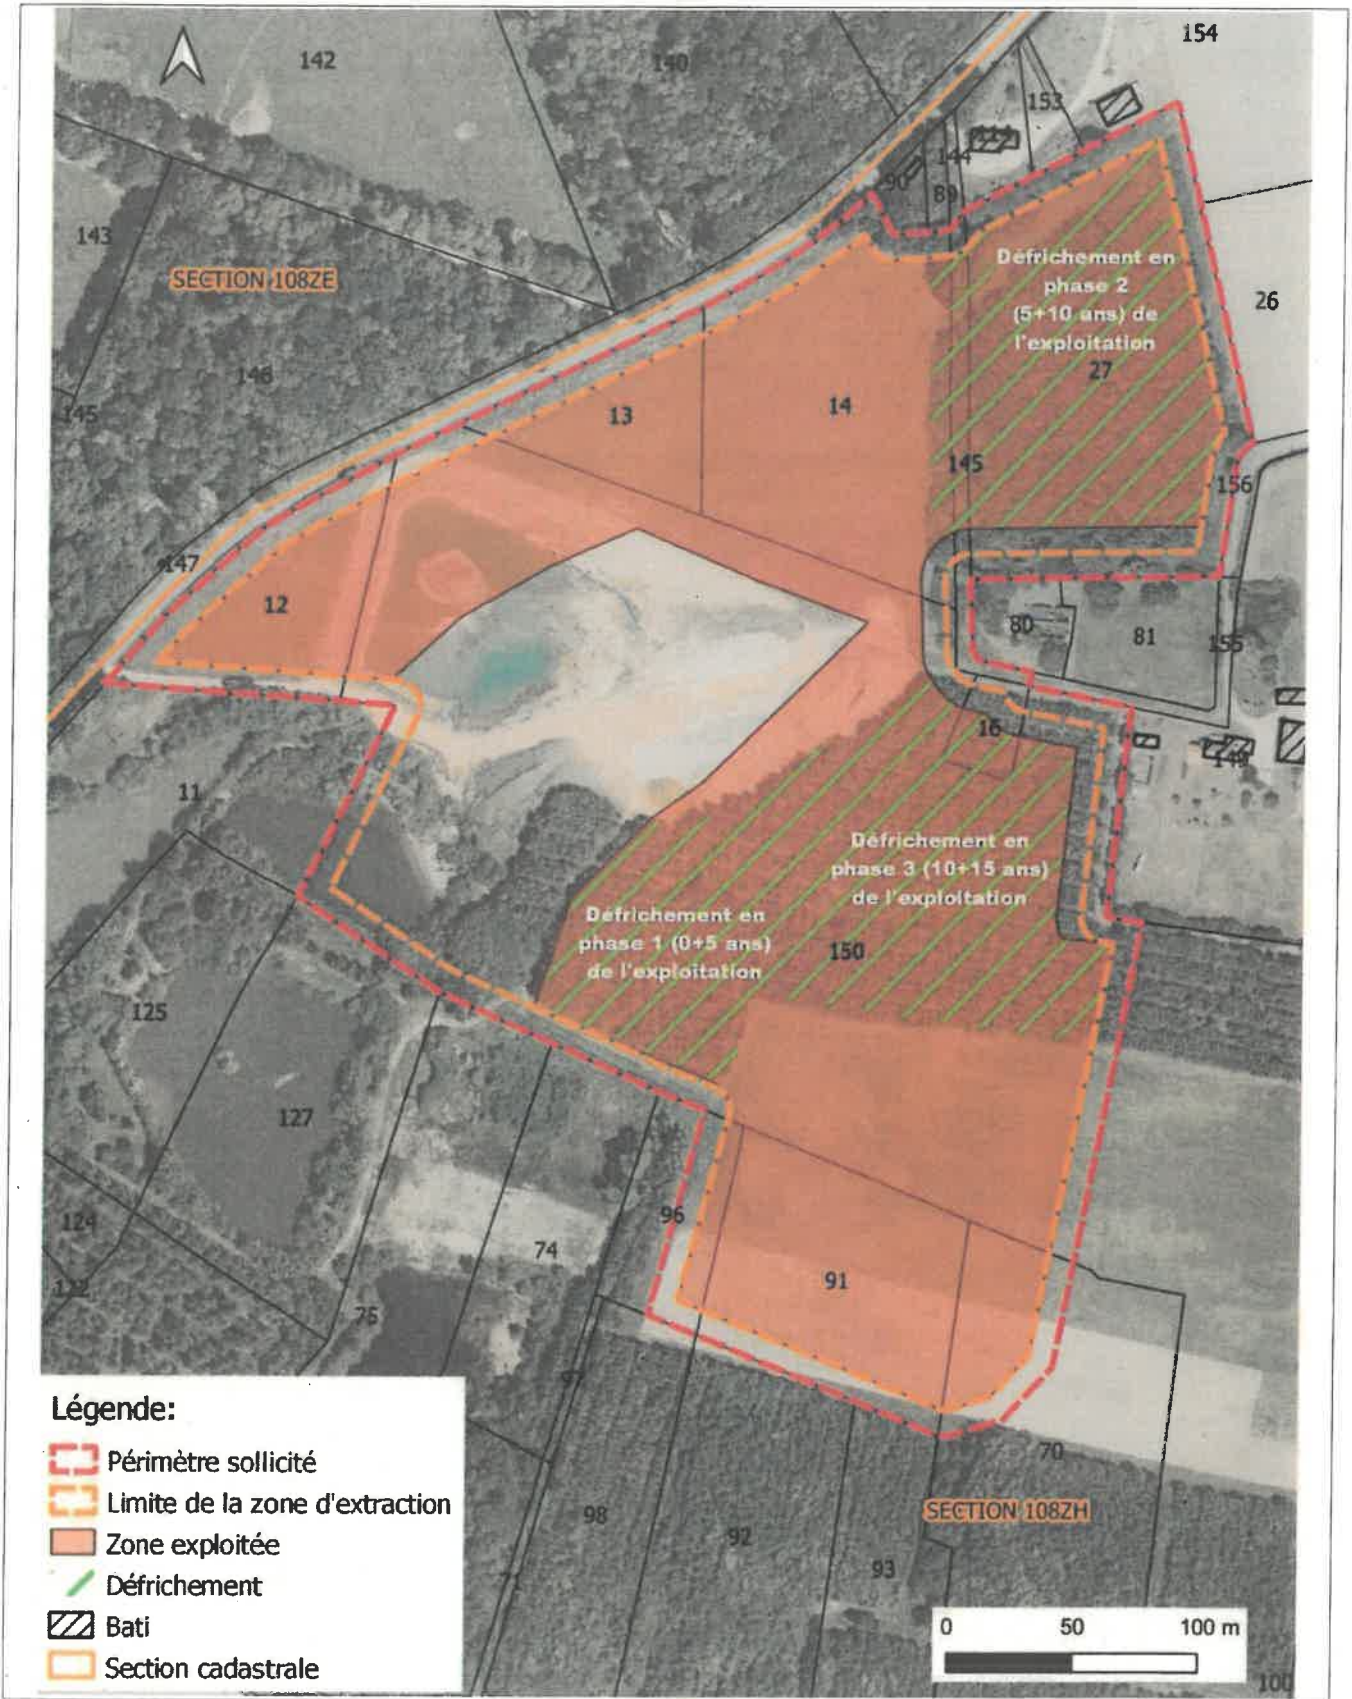 154
142
140
153
144
90
89
143
SECTION 108ZE
26
Défrichement en
phase 2
(5+10 ans) de
l'exploitation
27
146
145
13
14
145
156
147
12
80
81
155
16
11
Défrichement en
phase 3 (10+15 ans)
de l'exploitation
Défrichement en
phase 1 (0+5 ans)
de l'exploitation
150
125
127
96
124
74
122
91
75
Légende:
Périmètre sollicité
Limite de la zone d'extraction
Zone exploitée
Défrichement
Bati
Section cadastrale
70
SECTION 108ZH
98
92
93
71
0 50 100 m
100